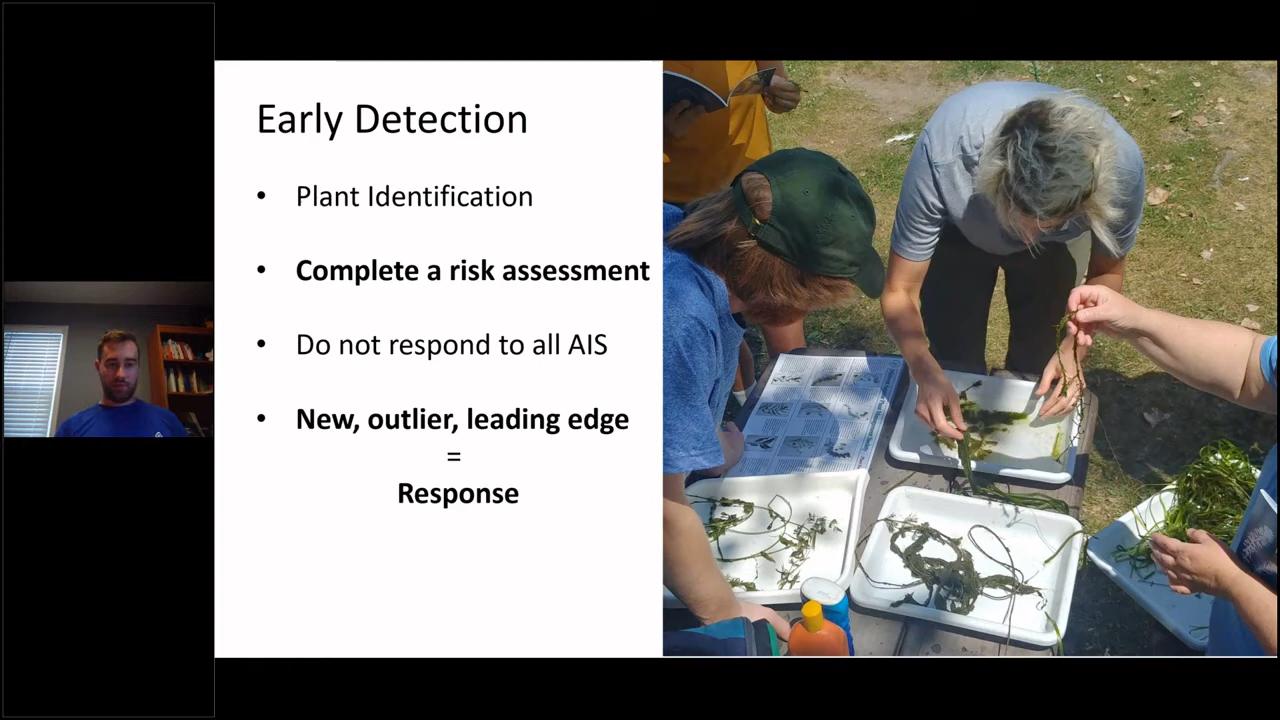 Early Detection
• Plant Identification
• Complete a risk assessment
• Do not respond to all AIS
• New, outlier, leading edge
=
Response